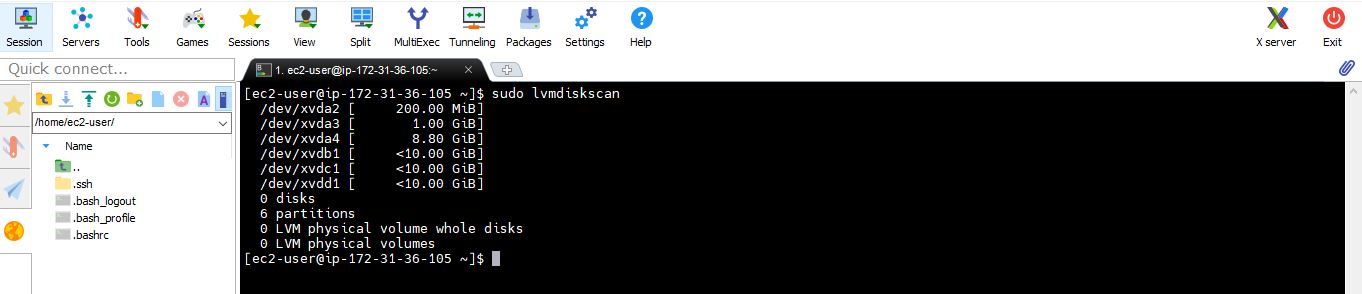 Session Servers Tools Games Sessions View Split MultiExec Tunneling Packages Settings Help X server Exit
Quick connect...
1. ec2-user@ip-172-31-36-105:~
/home/ec2-user/
Name
..
.ssh
.bash_logout
.bash_profile
.bashrc
[ec2-user@ip-172-31-36-105 ~]$ sudo lvmdiskscan
/dev/xvda2 [     200.00 MiB]
/dev/xvda3 [       1.00 GiB]
/dev/xvda4 [       8.80 GiB]
/dev/xvdb1 [     <10.00 GiB]
/dev/xvdc1 [     <10.00 GiB]
/dev/xvdd1 [     <10.00 GiB]
0 disks
6 partitions
0 LVM physical volume whole disks
0 LVM physical volumes
[ec2-user@ip-172-31-36-105 ~]$